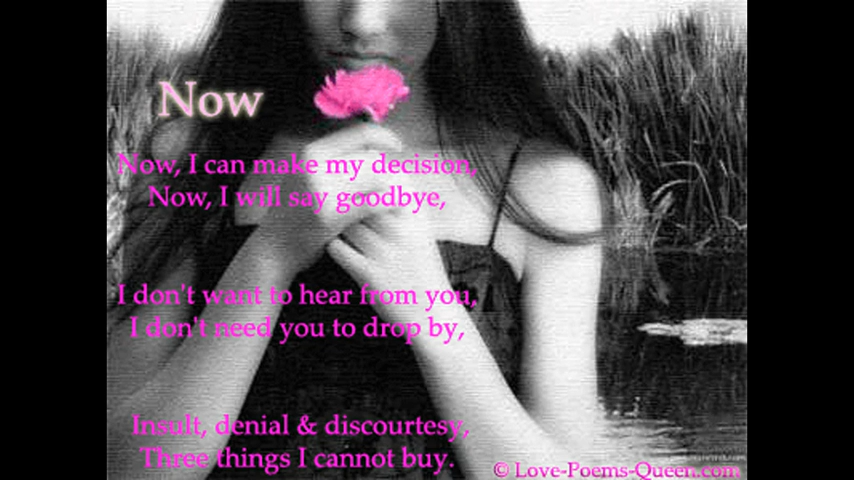 Now
Now, I can make my decision,
Now, I will say goodbye,
I don't want to hear from you,
I don't need you to drop by,
Insult, denial & discourtesy,
Three things I cannot buy.
© Love-Poems-Queen.com